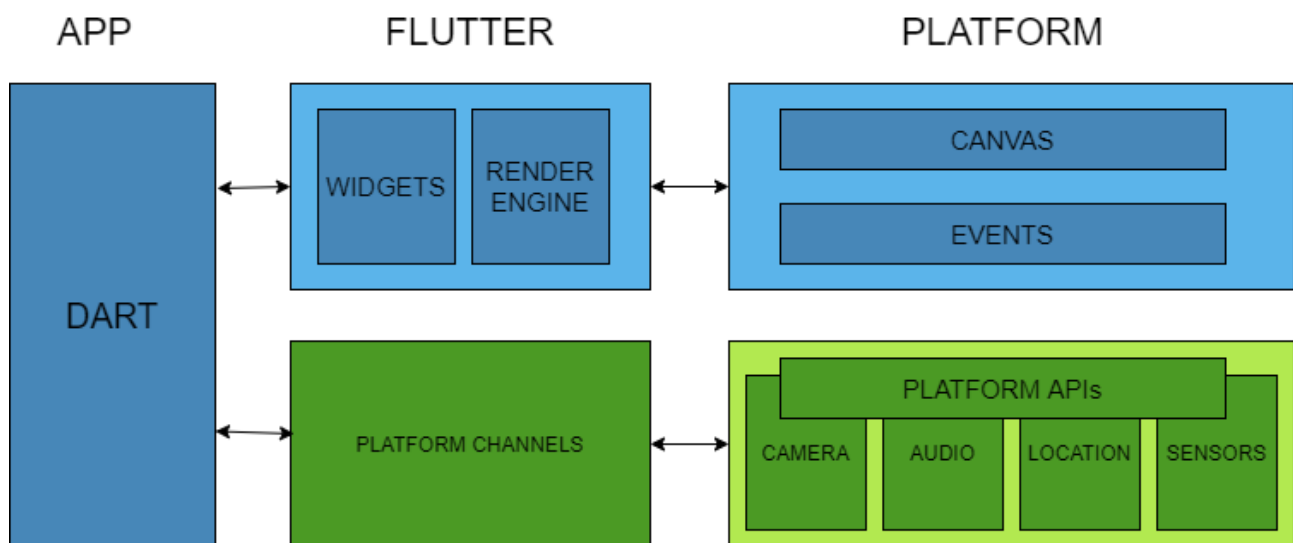 APP
FLUTTER
PLATFORM
DART
WIDGETS
RENDER
ENGINE
CANVAS
EVENTS
PLATFORM CHANNELS
PLATFORM APIs
CAMERA
AUDIO
LOCATION
SENSORS